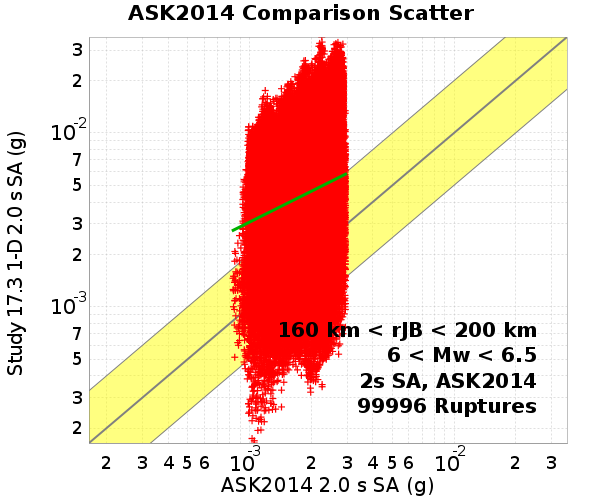 ASK2014 Comparison Scatter
3
2
10-2
7
5
3
2
10-3
7
5
3
2
Study 17.3 1-D 2.0 s SA (g)
160 km < rJB < 200 km
6 < Mw < 6.5
2s SA, ASK2014
99996 Ruptures
2 3 4 5 6 10-3 2 3 4 5 6 10-2 2 3
ASK2014 2.0 s SA (g)